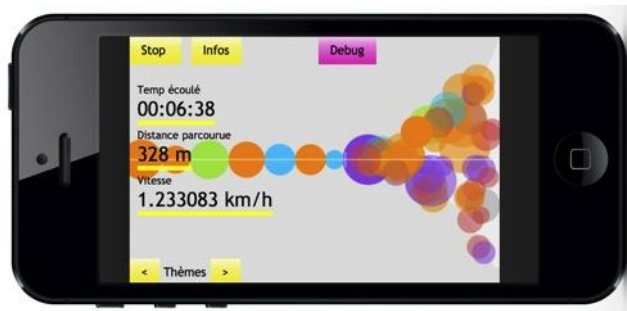 Stop Infos Debug
Temp écoulé
00:06:38
Distance parcourue
328 m
Vitesse
1.233083 km/h
< Thèmes >